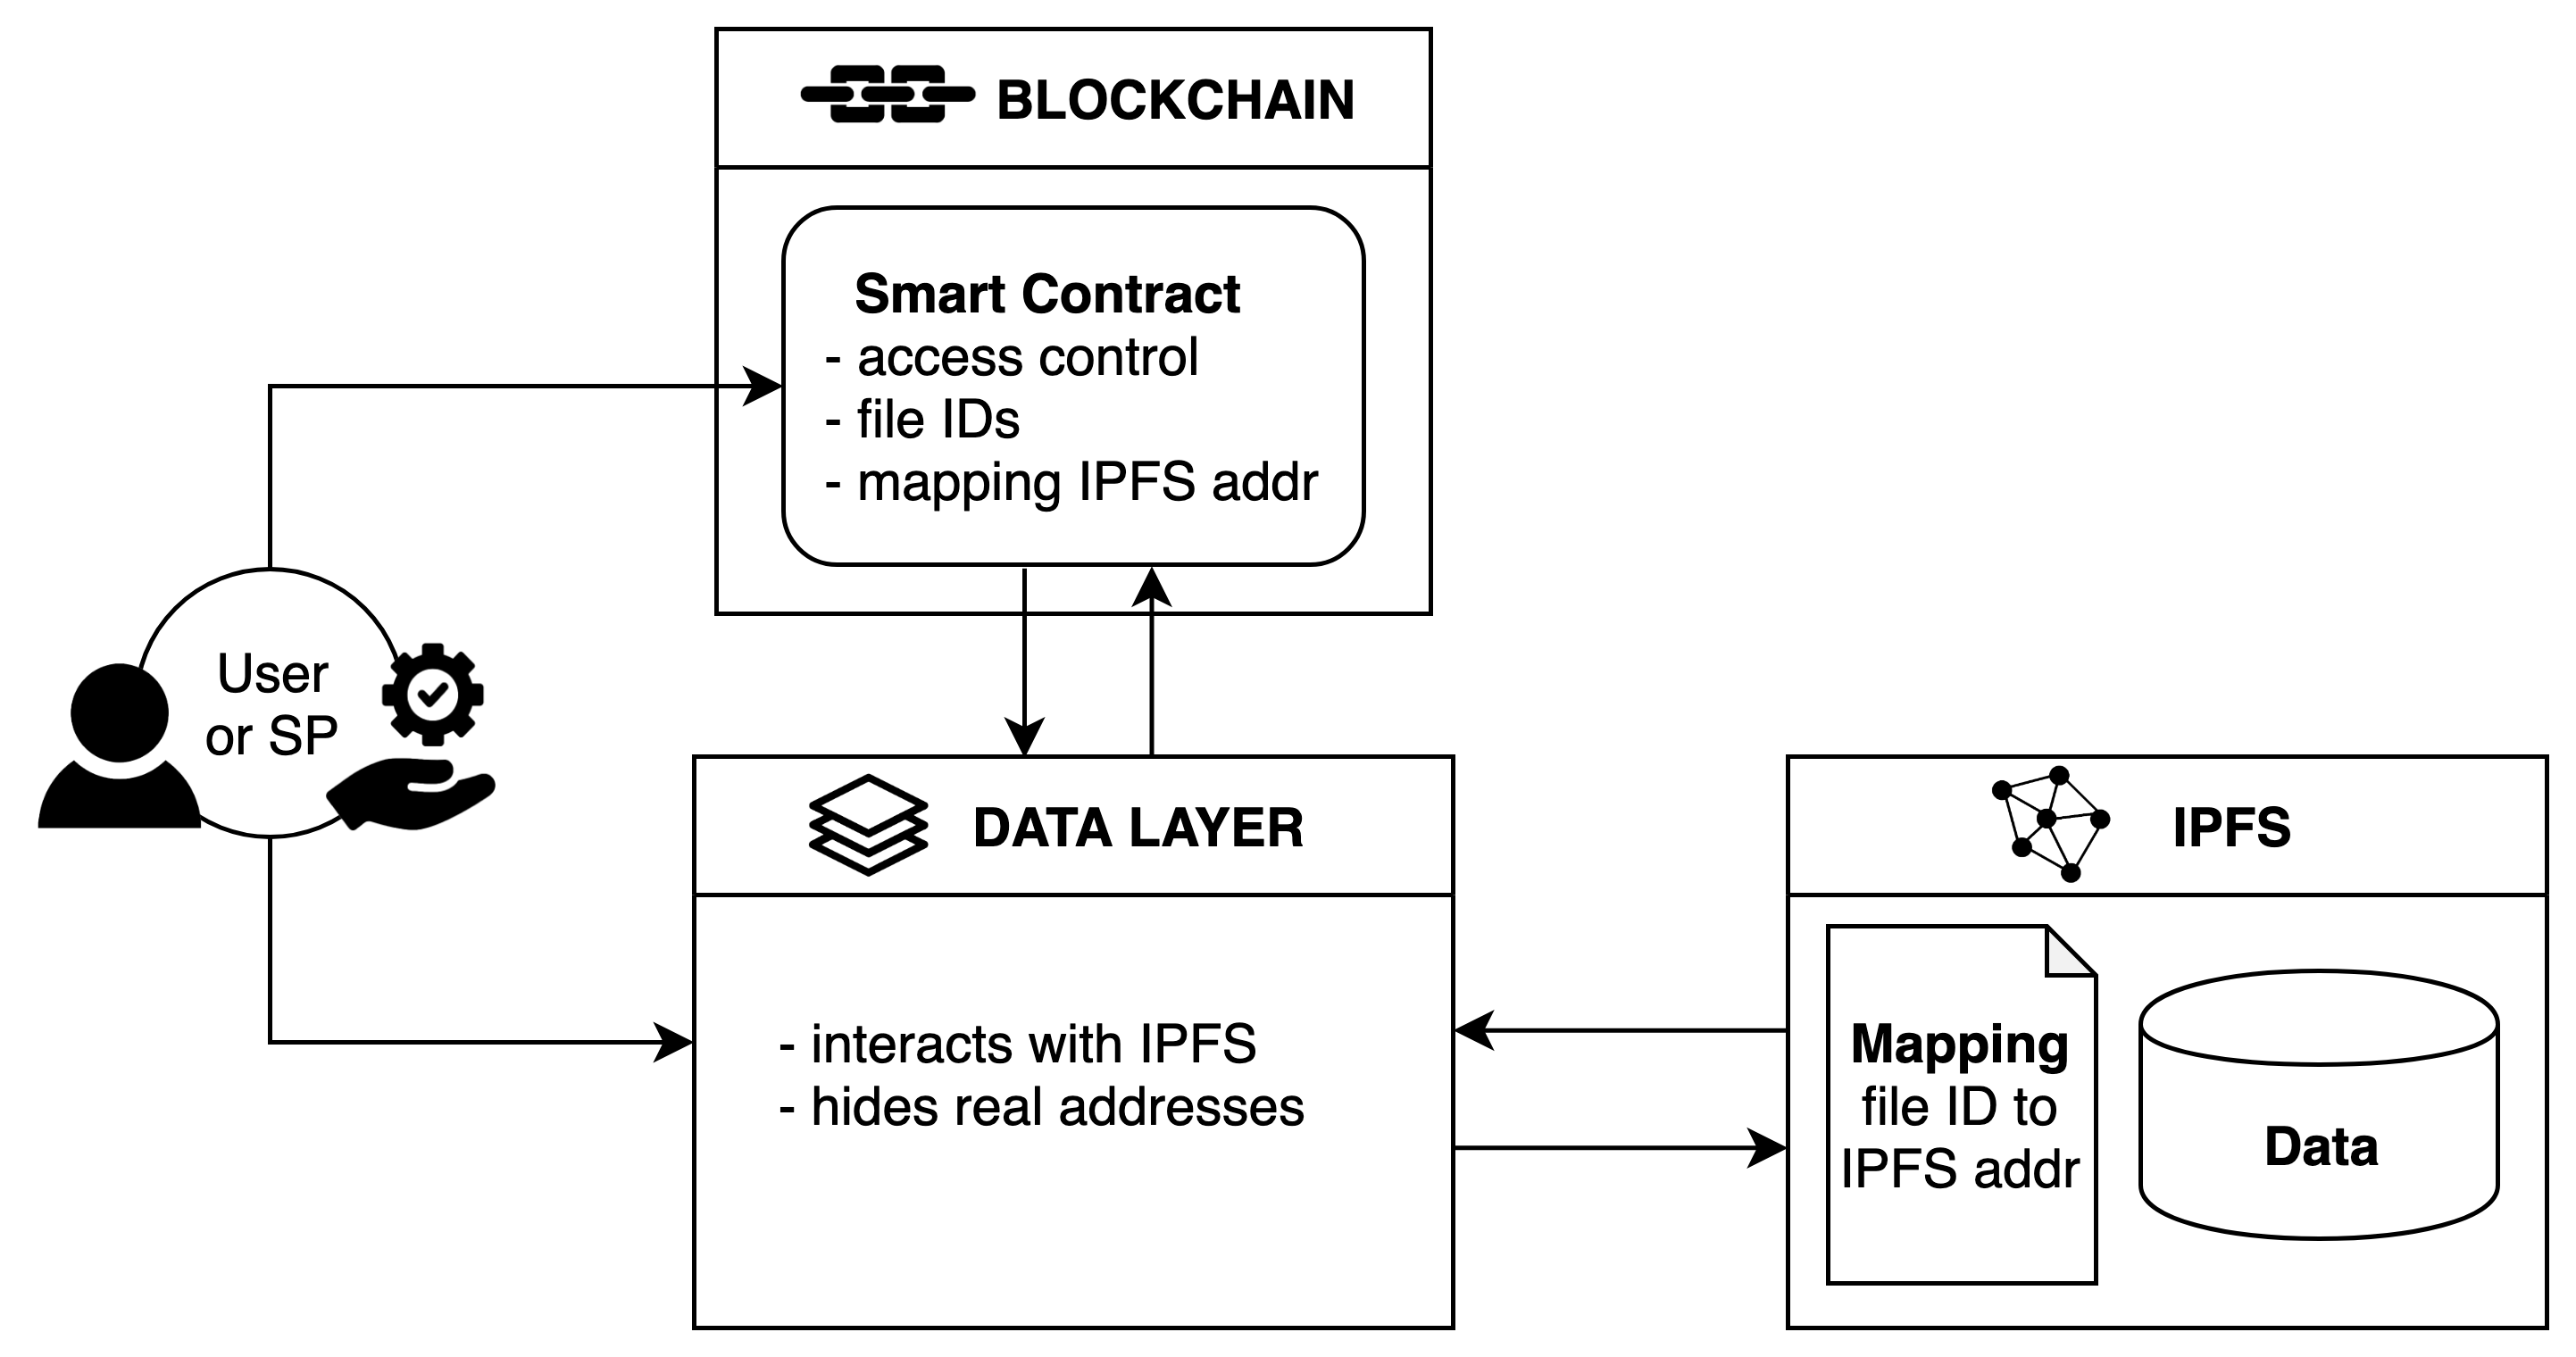 BLOCKCHAIN
Smart Contract
- access control
- file IDs
- mapping IPFS addr
User
or SP
DATA LAYER
- interacts with IPFS
- hides real addresses
IPFS
Mapping
file ID to
IPFS addr
Data